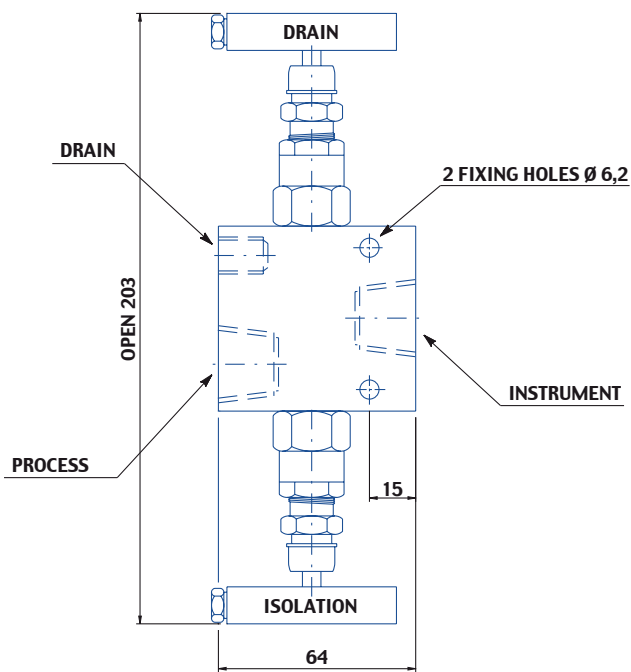 DRAIN
DRAIN
2 FIXING HOLES Ø 6,2
OPEN 203
INSTRUMENT
PROCESS
15
ISOLATION
64